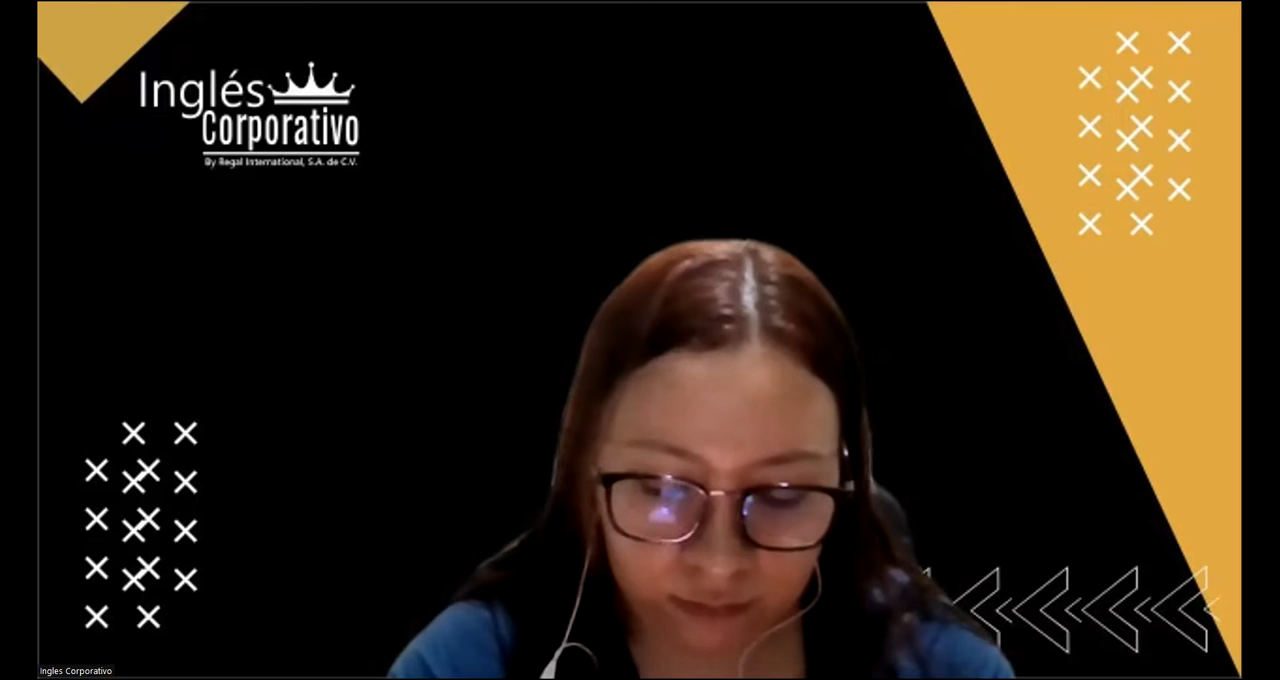 Inglés
Corporativo
By Regal International, S.A. de C.V.
Ingles Corporativo